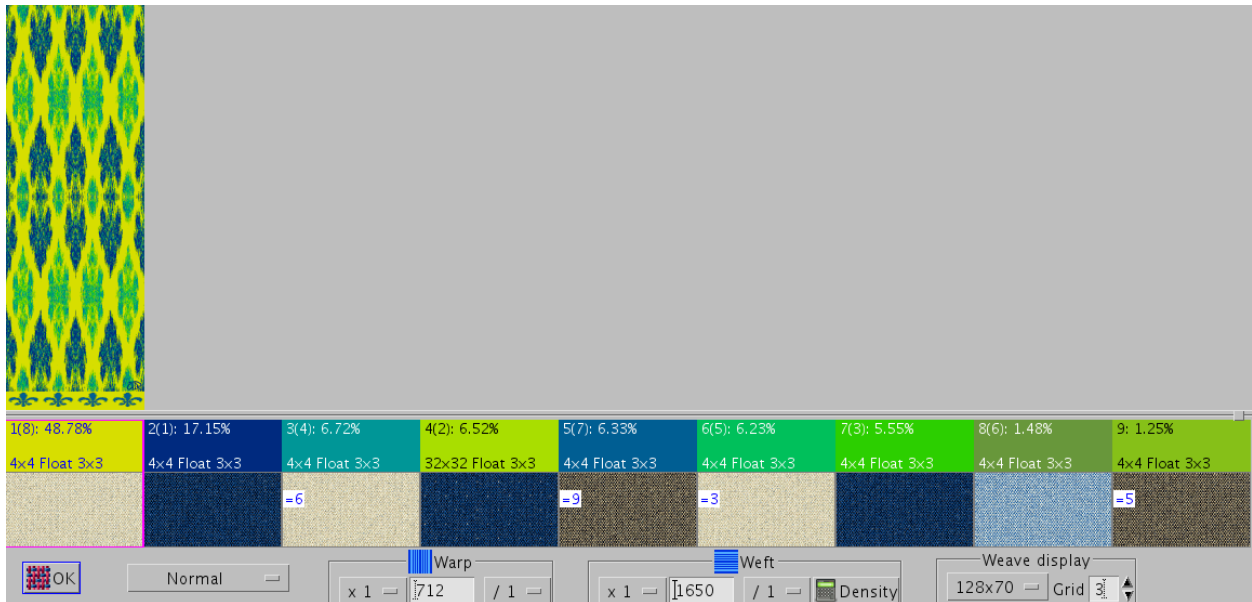 1(8): 48.78% 2(1): 17.15% 3(4): 6.72% 4(2): 6.52% 5(7): 6.33% 6(5): 6.23% 7(3): 5.55% 8(6): 1.48% 9: 1.25%
4×4 Float 3×3 4×4 Float 3×3 4×4 Float 3×3 32×32 Float 3×3 4×4 Float 3×3 4×4 Float 3×3 4×4 Float 3×3 4×4 Float 3×3 4×4 Float 3×3
=6 =9 =3 =5
Warp Weft Weave display
OK Normal x 1 712 / 1 x 1 1650 / 1 Density 128x70 Grid 3